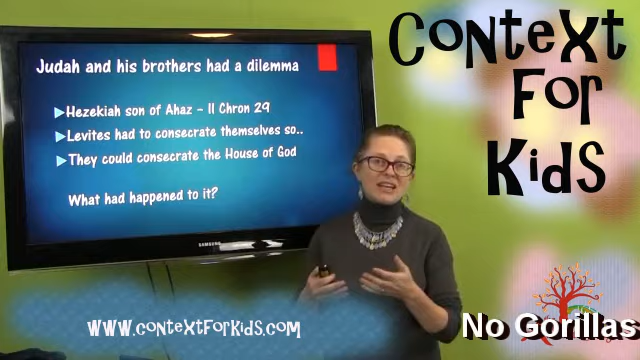 Judah and his brothers had a dilemma
Hezekiah son of Ahaz - II Chron 29
Levites had to consecrate themselves so..
They could consecrate the House of God
What had happened to it?
SAMSUNG
Context
For
Kids
www.contextforkids.com
No Gorillas